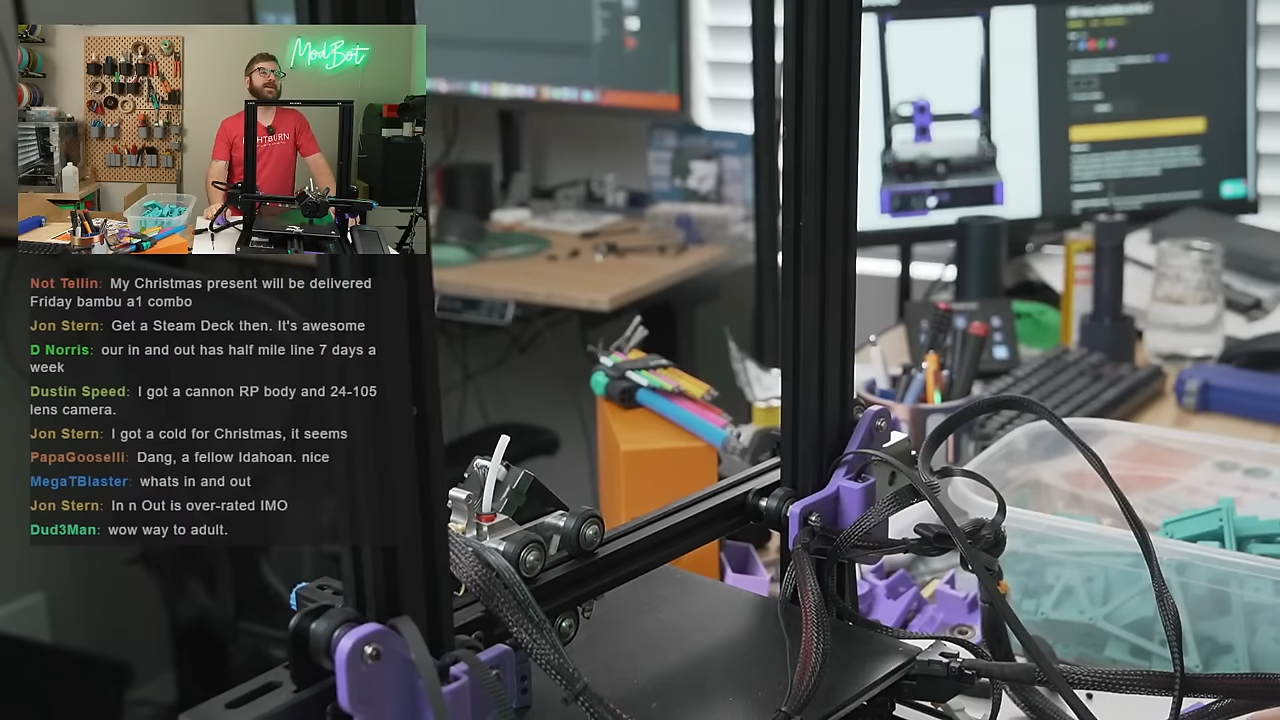 ModBot
HTBURN
Not Tellin: My Christmas present will be delivered
Friday bambu a1 combo
Jon Stern: Get a Steam Deck then. It's awesome
D Norris: our in and out has half mile line 7 days a
week
Dustin Speed: I got a cannon RP body and 24-105
lens camera.
Jon Stern: I got a cold for Christmas, it seems
PapaGooselli: Dang, a fellow Idahoan. nice
MegaTBlaster: whats in and out
Jon Stern: In n Out is over-rated IMO
Dud3Man: wow way to adult.